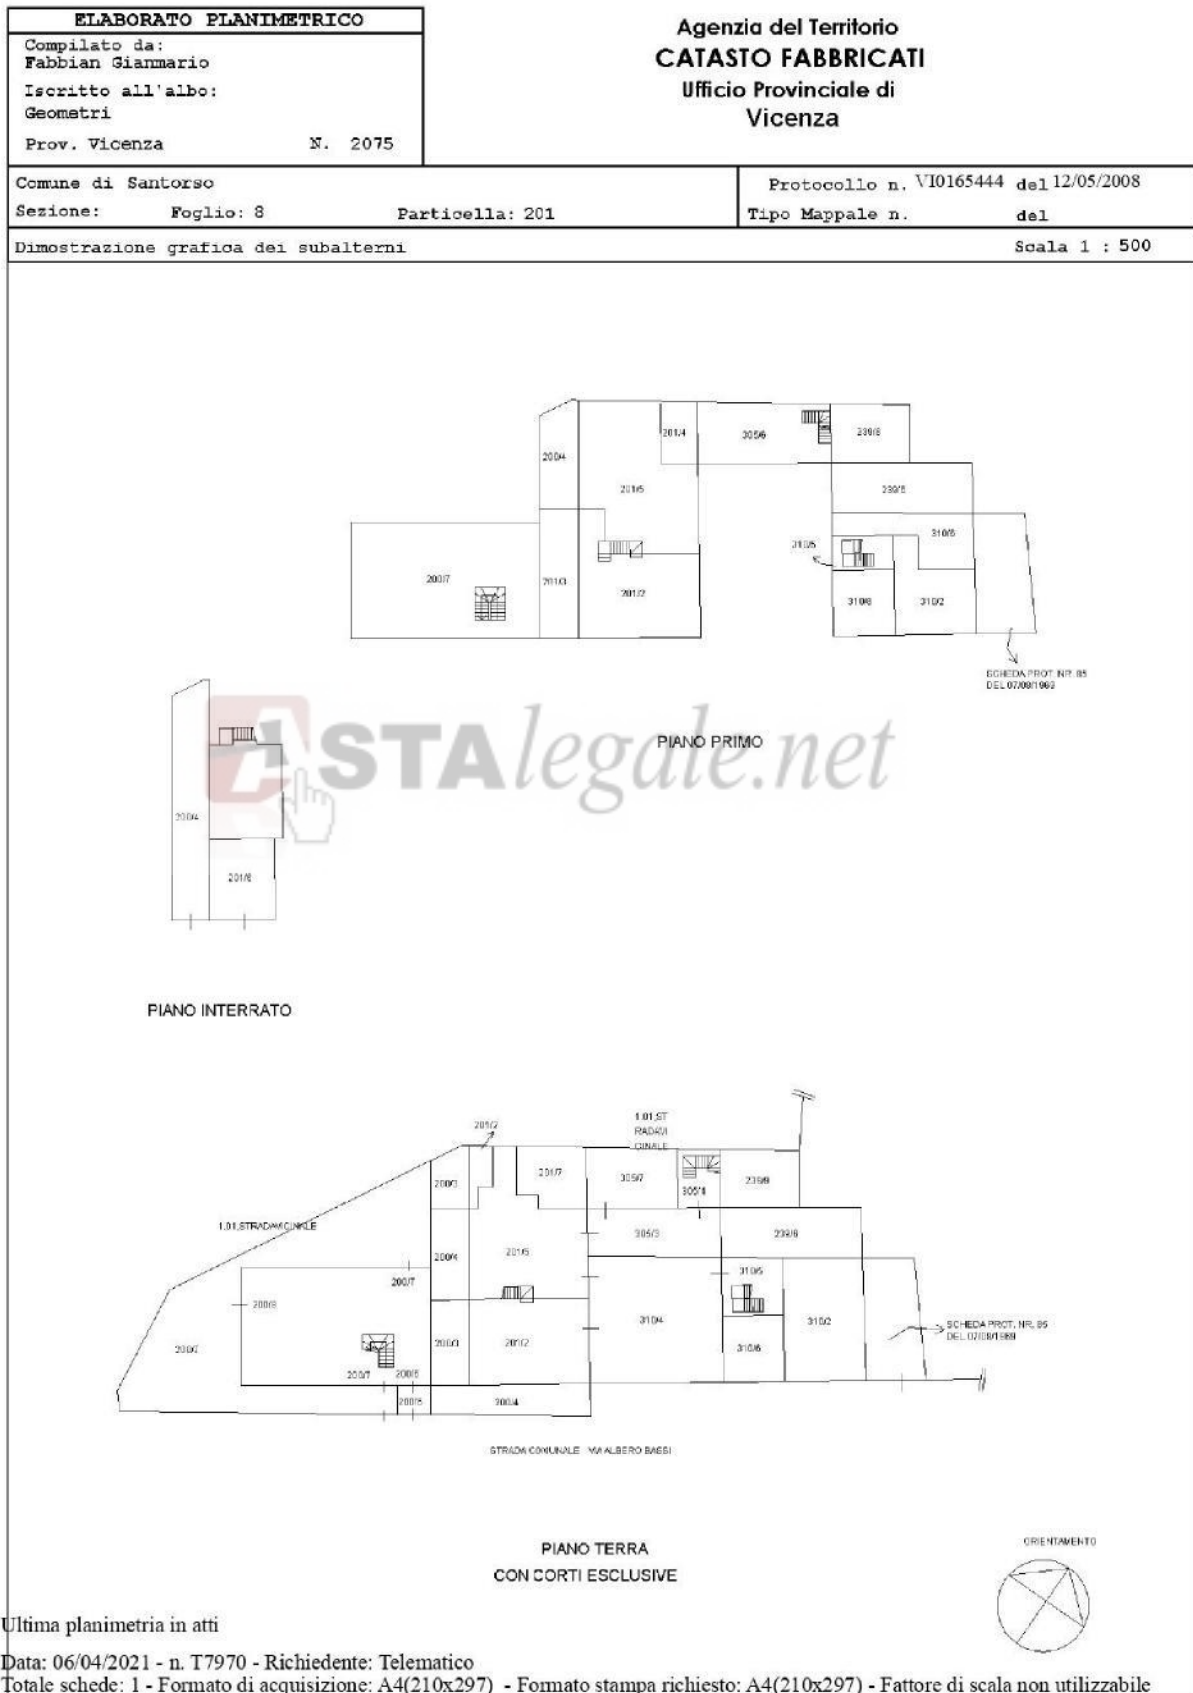 ELABORATO PLANIMETRICO
Compilato da:
Fabbian Gianmario
Iscritto all'albo:
Geometri
Prov. Vicenza N. 2075
Agenzia del Territorio
CATASTO FABBRICATI
Ufficio Provinciale di
Vicenza
Comune di Santorso
Sezione: Foglio: 8 Particella: 201
Protocollo n. VI0165444 del 12/05/2008
Tipo Mappale n. del
Dimostrazione grafica dei subalterni Scala 1 : 500
201/4
305/6
239/8
200/4
201/5
239/6
310/6
310/5
200/7
201/3
201/2
310/8
310/2
SCHEDA PROT. NR. 85
DEL 07/08/1969
PIANO PRIMO
ASTAlegale.net
200/4
201/6
PIANO INTERRATO
201/2
1.01.ST
RADAVI
CINALE
200/3
201/7
305/7
305/4
239/9
1.01.STRADAVICINALE
200/4
201/5
305/3
239/8
200/7
310/5
200/8
310/4
310/2
SCHEDA PROT. NR. 85
DEL 07/08/1969
200/7
200/3
201/2
310/6
200/7
200/6
200/5
200/4
STRADA COMUNALE VIA ALBERO BASSI
PIANO TERRA
CON CORTI ESCLUSIVE
ORIENTAMENTO
Ultima planimetria in atti
Data: 06/04/2021 - n. T7970 - Richiedente: Telematico
Totale schede: 1 - Formato di acquisizione: A4(210x297) - Formato stampa richiesto: A4(210x297) - Fattore di scala non utilizzabile